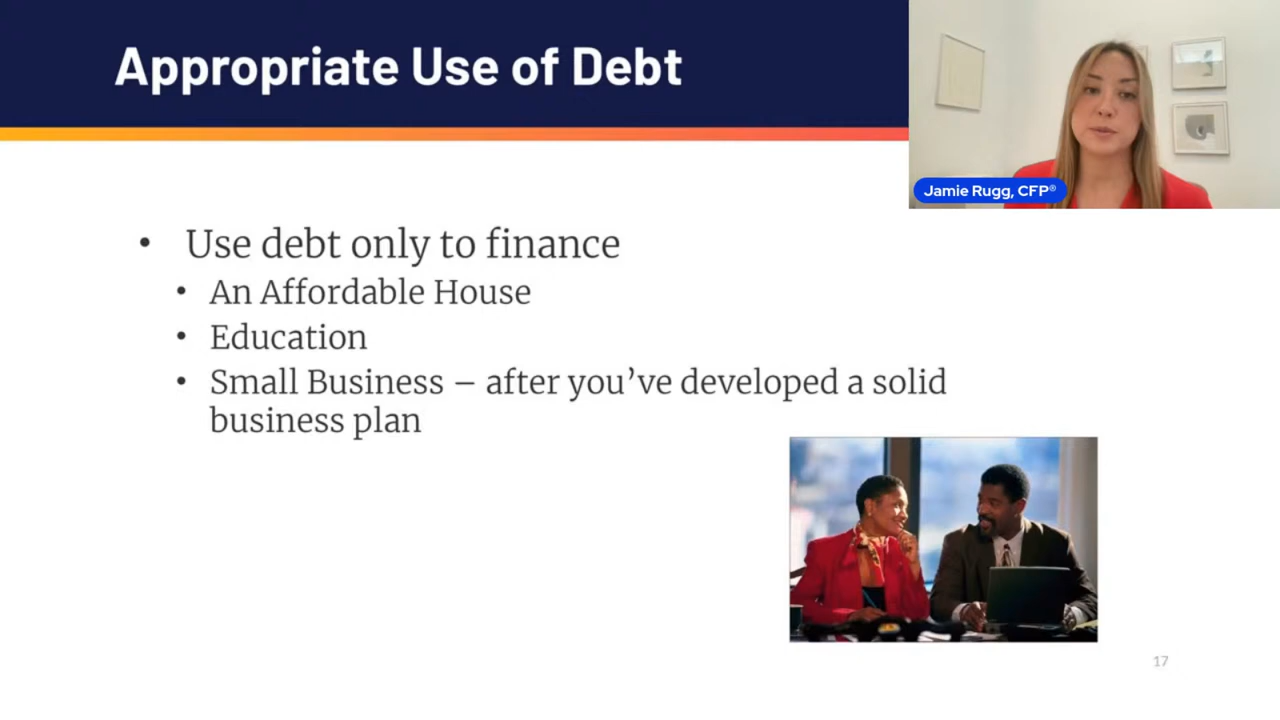 Appropriate Use of Debt
Jamie Rugg, CFP®
• Use debt only to finance
• An Affordable House
• Education
• Small Business – after you’ve developed a solid
business plan
17